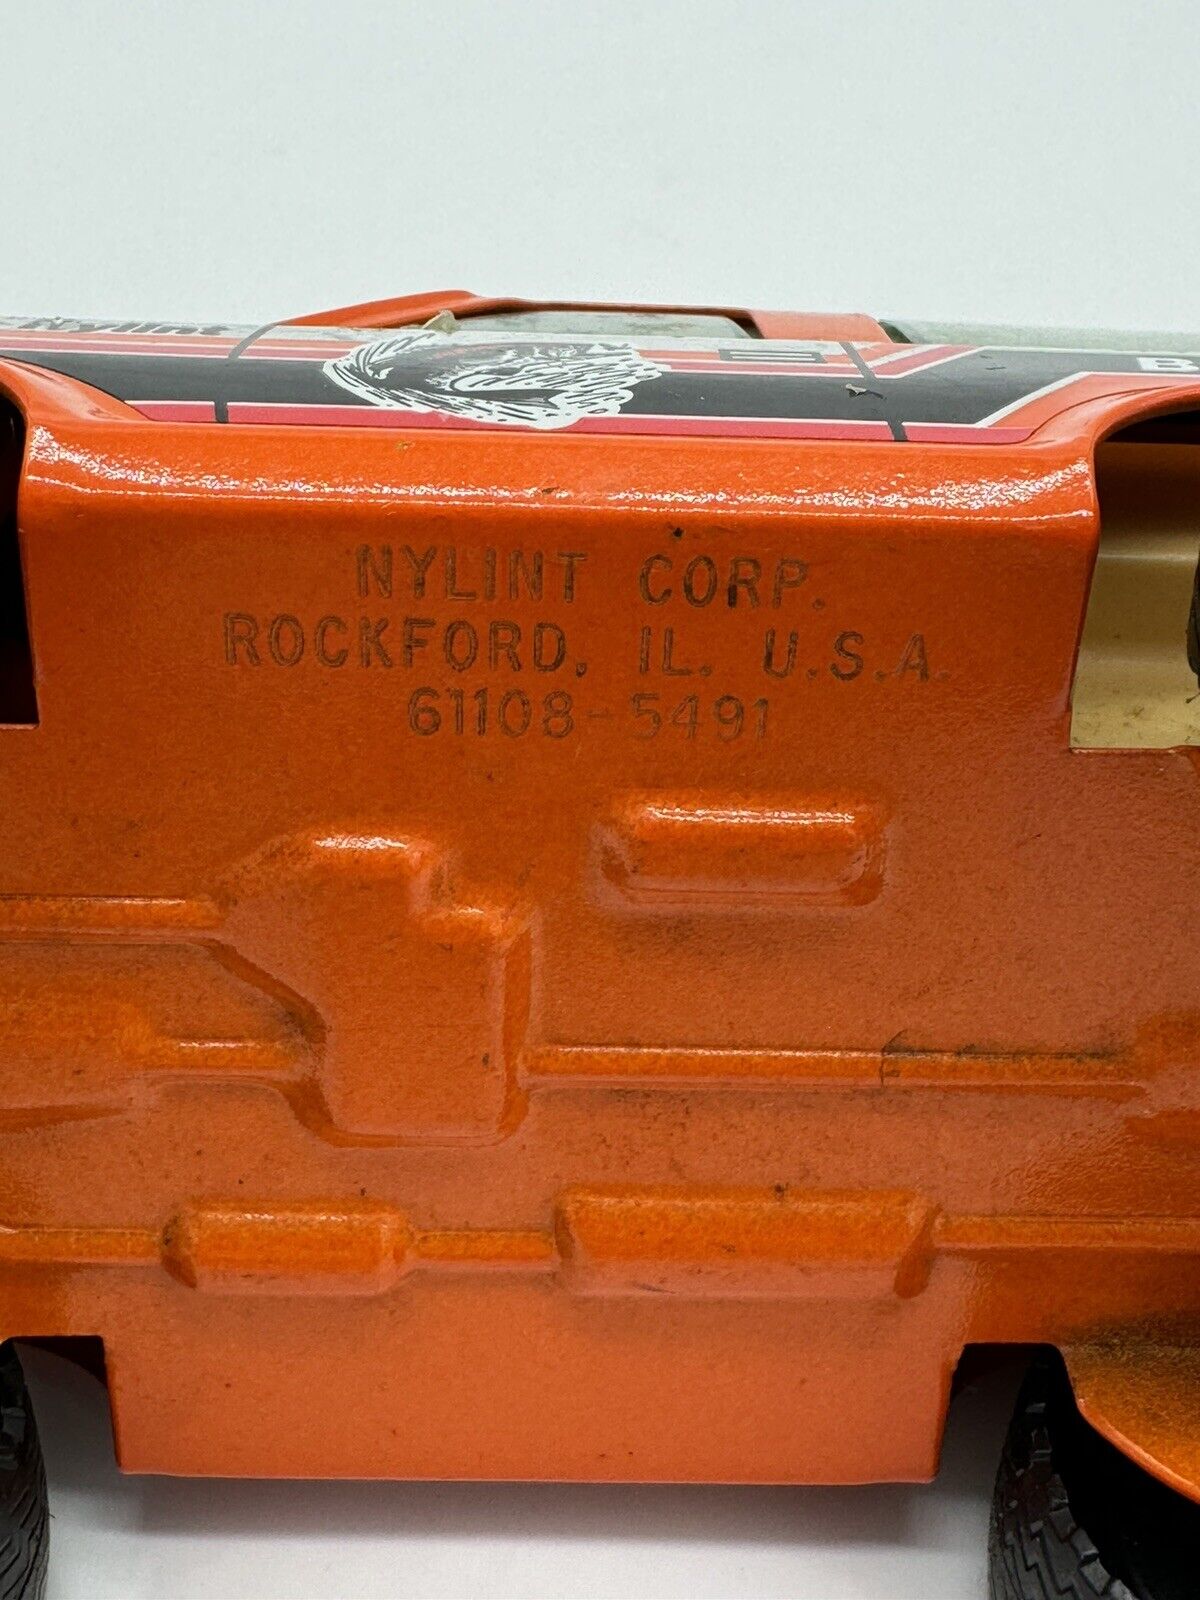 Nylint
B
NYLINT CORP.
ROCKFORD, IL. U.S.A.
61108-5491